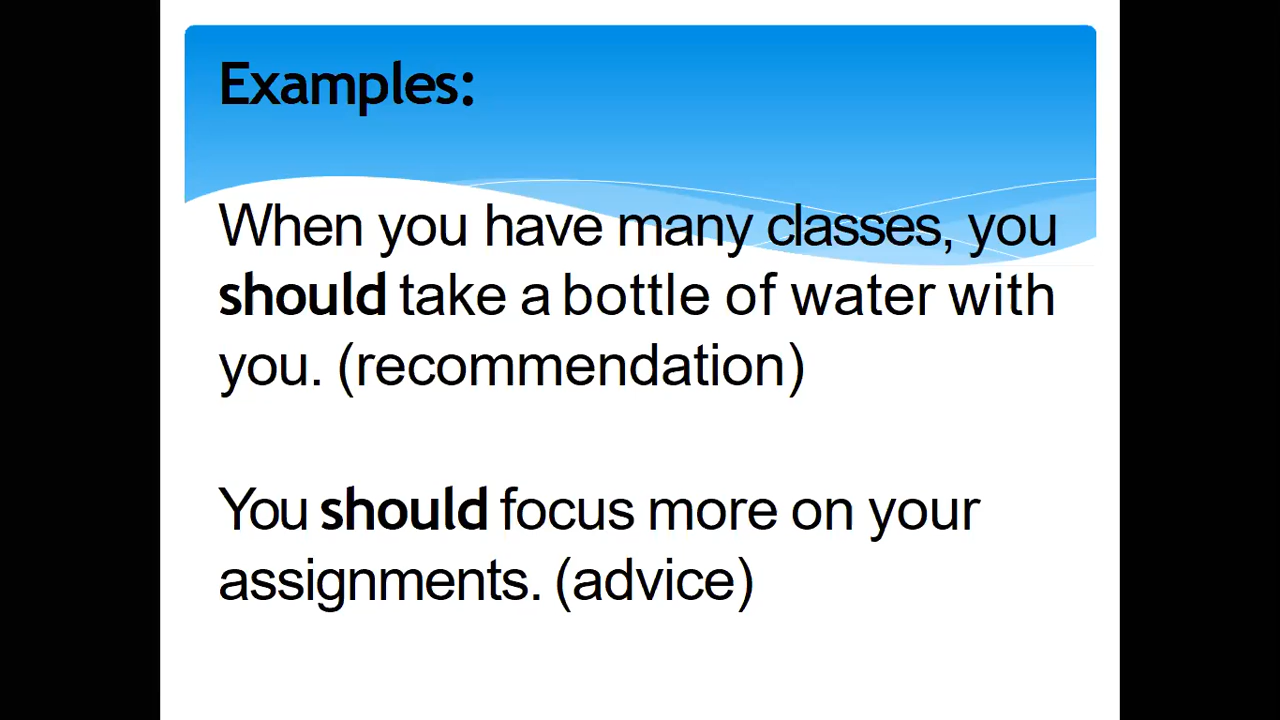 Examples:
When you have many classes, you
should take a bottle of water with
you. (recommendation)
You should focus more on your
assignments. (advice)